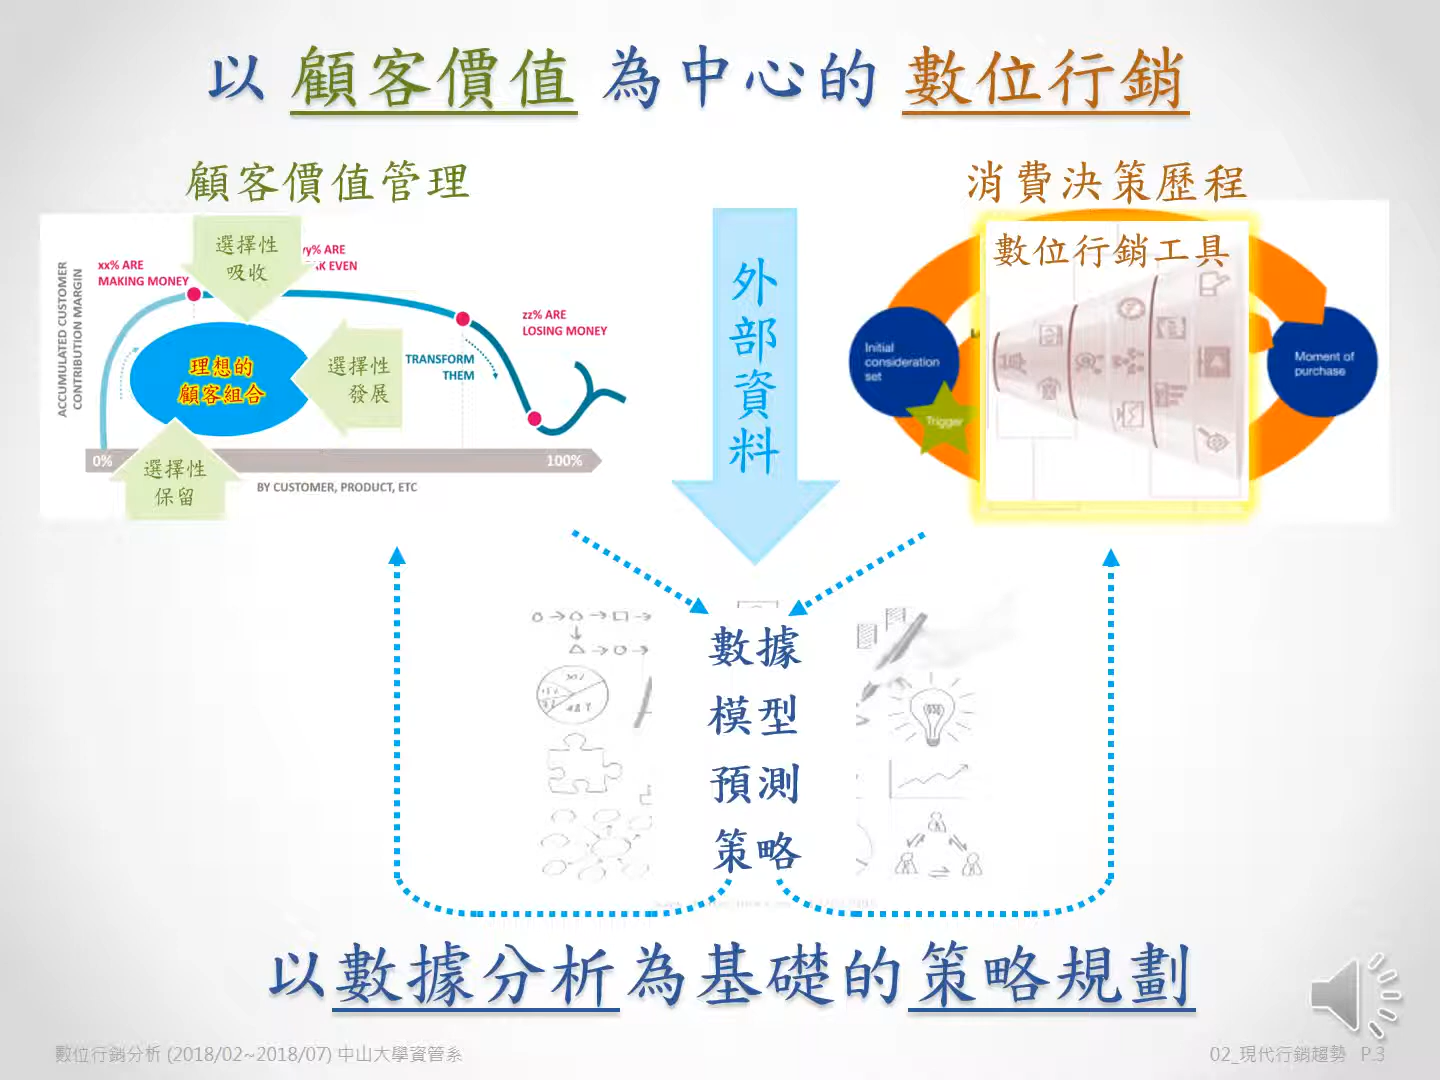 以 顧客價值 為中心的 數位行銷
顧客價值管理
消費決策歷程
ACCUMULATED CUSTOMER
CONTRIBUTION MARGIN
xx% ARE
MAKING MONEY
選擇性
吸收
yy% ARE
EVEN
zz% ARE
LOSING MONEY
理想的
顧客組合
選擇性
發展
TRANSFORM
THEM
選擇性
保留
0%
100%
BY CUSTOMER, PRODUCT, ETC
外
部
資
料
數位行銷工具
Initial
consideration
set
Trigger
Moment of
purchase
數據
模型
預測
策略
以數據分析為基礎的策略規劃
數位行銷分析 (2018/02~2018/07) 中山大學資管系
02_現代行銷趨勢 P.3